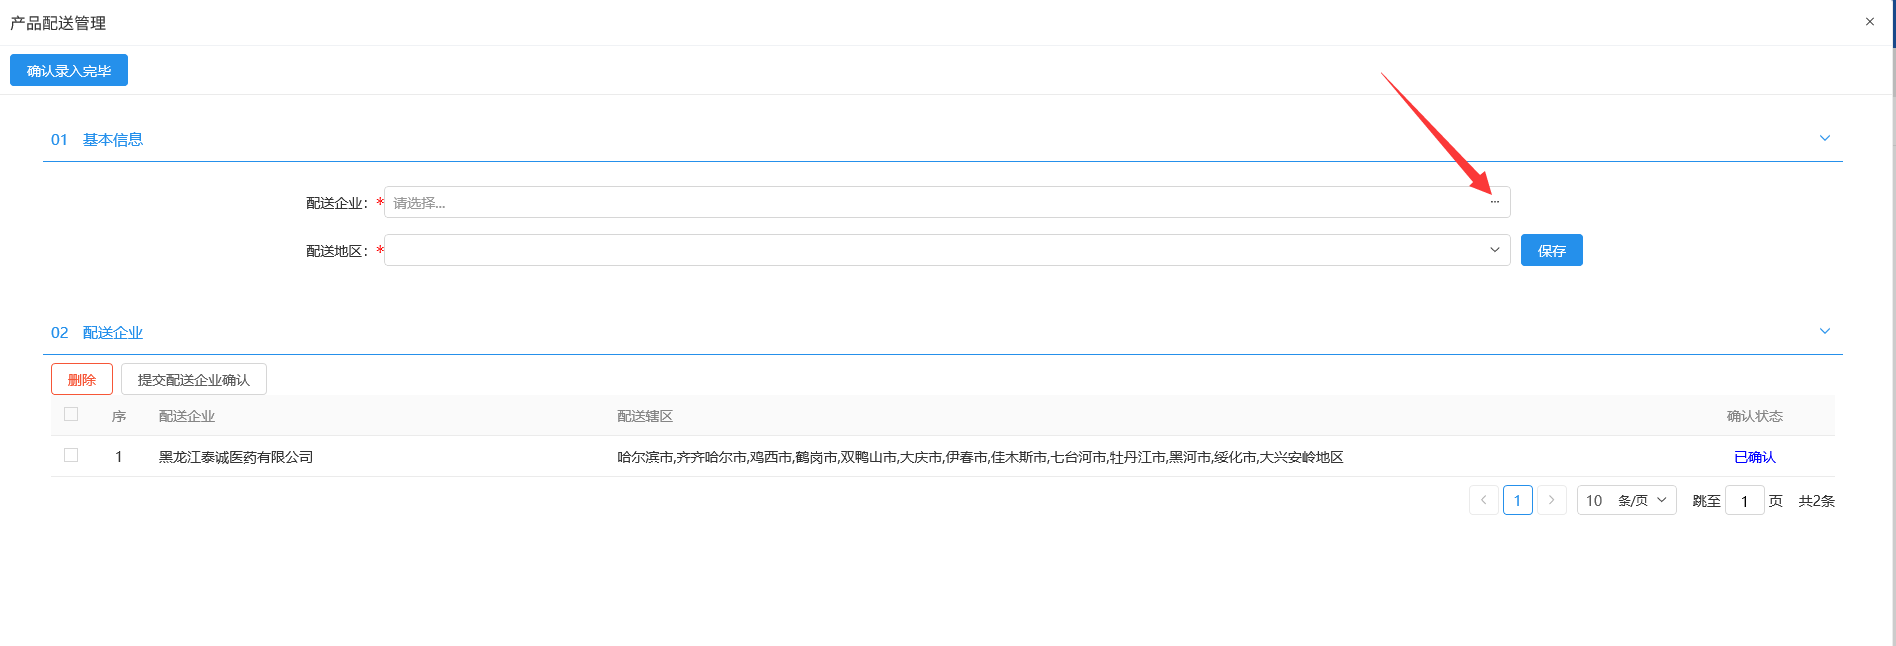 产品配送管理 ×
确认录入完毕
01 基本信息
配送企业：*请选择... ...
配送地区：* 保存
02 配送企业
删除 提交配送企业确认
序 配送企业 配送辖区 确认状态
1 黑龙江泰诚医药有限公司 哈尔滨市,齐齐哈尔市,鸡西市,鹤岗市,双鸭山市,大庆市,伊春市,佳木斯市,七台河市,牡丹江市,黑河市,绥化市,大兴安岭地区 已确认
< 1 > 10 条/页 跳至 1 页 共2条